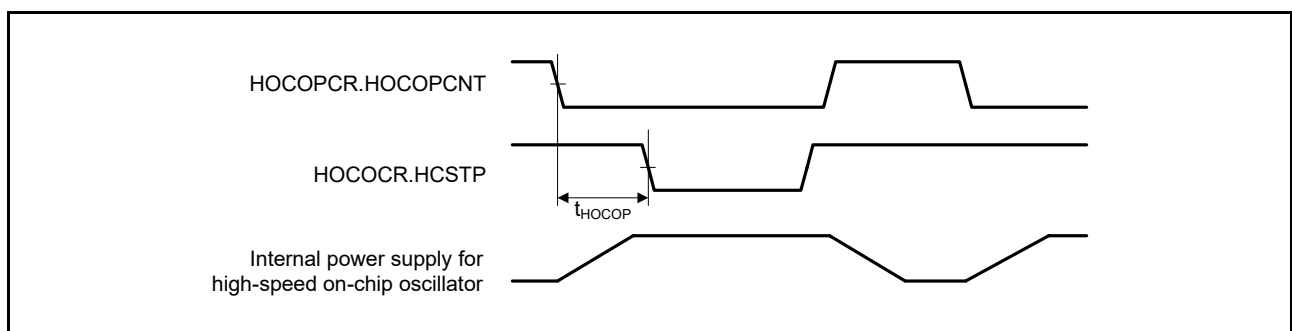 HOCOPCR.HOCOPCNT
HOCOCR.HCSTP
tHOCOP
Internal power supply for
high-speed on-chip oscillator